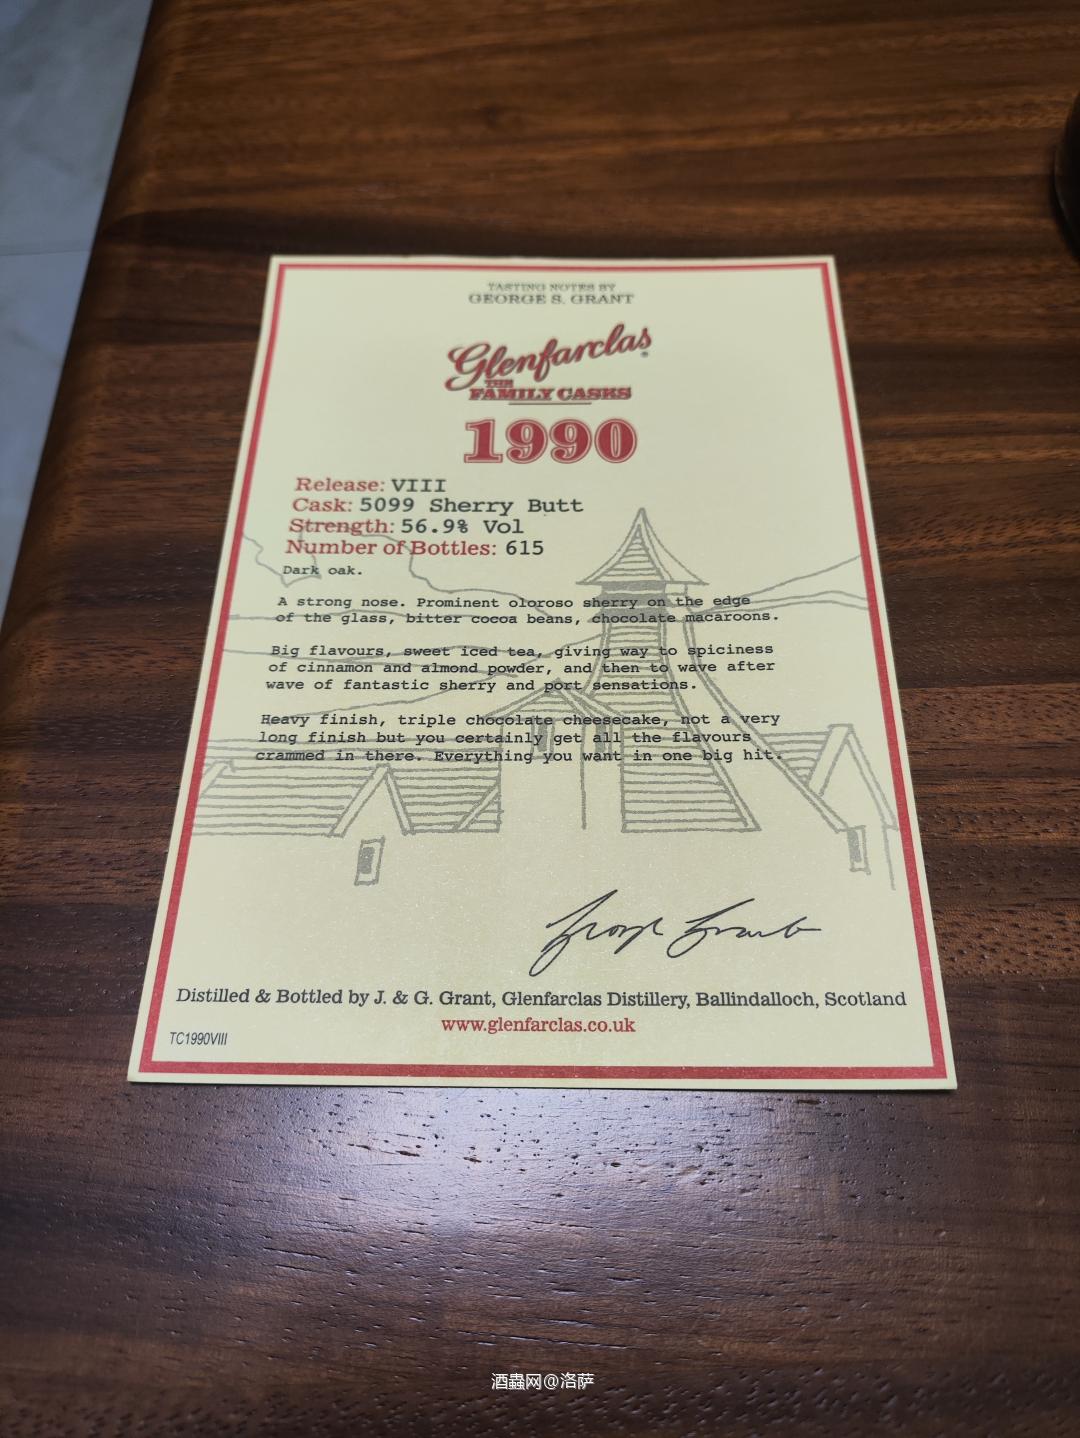 TASTING NOTES BY
GEORGE S. GRANT
Glenfarclas®
THE
FAMILY CASKS
1990
Release: VIII
Cask: 5099 Sherry Butt
Strength: 56.9% Vol
Number of Bottles: 615
Dark oak.
A strong nose. Prominent oloroso sherry on the edge
of the glass, bitter cocoa beans, chocolate macaroons.
Big flavours, sweet iced tea, giving way to spiciness
of cinnamon and almond powder, and then to wave after
wave of fantastic sherry and port sensations.
Heavy finish, triple chocolate cheesecake, not a very
long finish but you certainly get all the flavours
crammed in there. Everything you want in one big hit.
George Grant
Distilled & Bottled by J. & G. Grant, Glenfarclas Distillery, Ballindalloch, Scotland
www.glenfarclas.co.uk
TC1990VIII
酒蟲网@洛萨